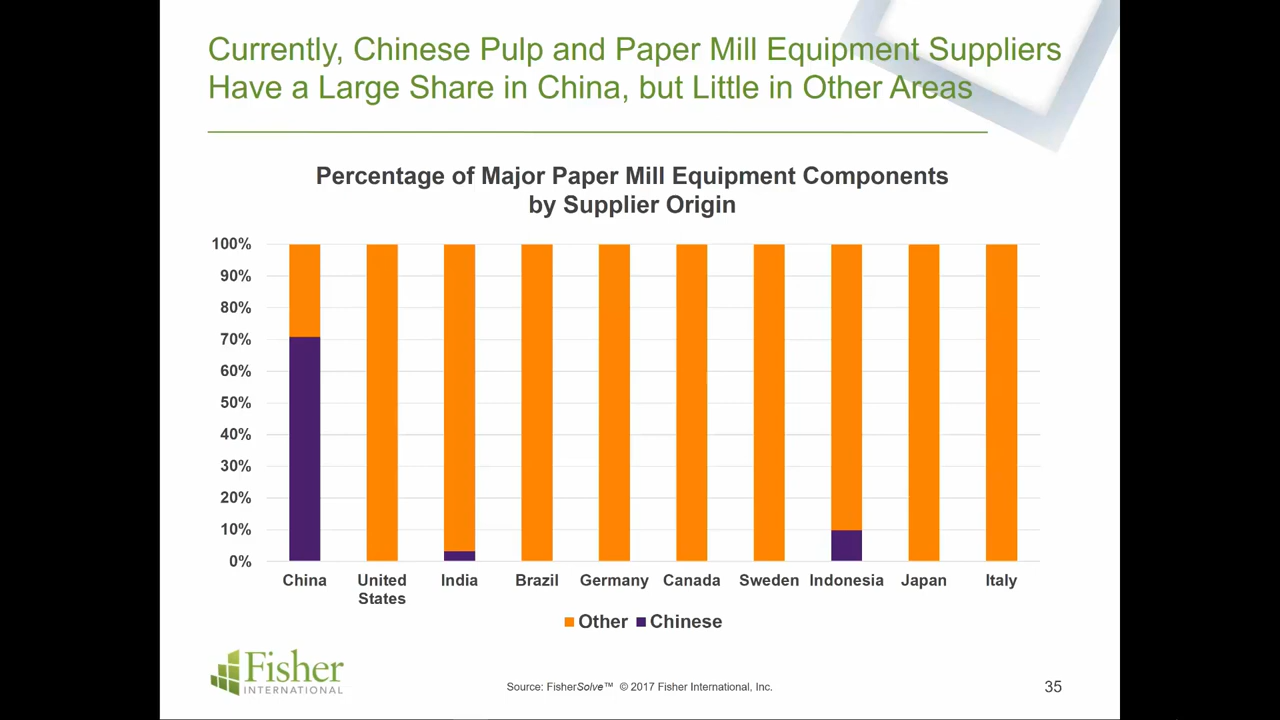 Currently, Chinese Pulp and Paper Mill Equipment Suppliers
Have a Large Share in China, but Little in Other Areas
Percentage of Major Paper Mill Equipment Components
by Supplier Origin
100%
90%
80%
70%
60%
50%
40%
30%
20%
10%
0%
China United States India Brazil Germany Canada Sweden Indonesia Japan Italy
Other Chinese
Fisher
INTERNATIONAL
Source: FisherSolve™ © 2017 Fisher International, Inc.
35